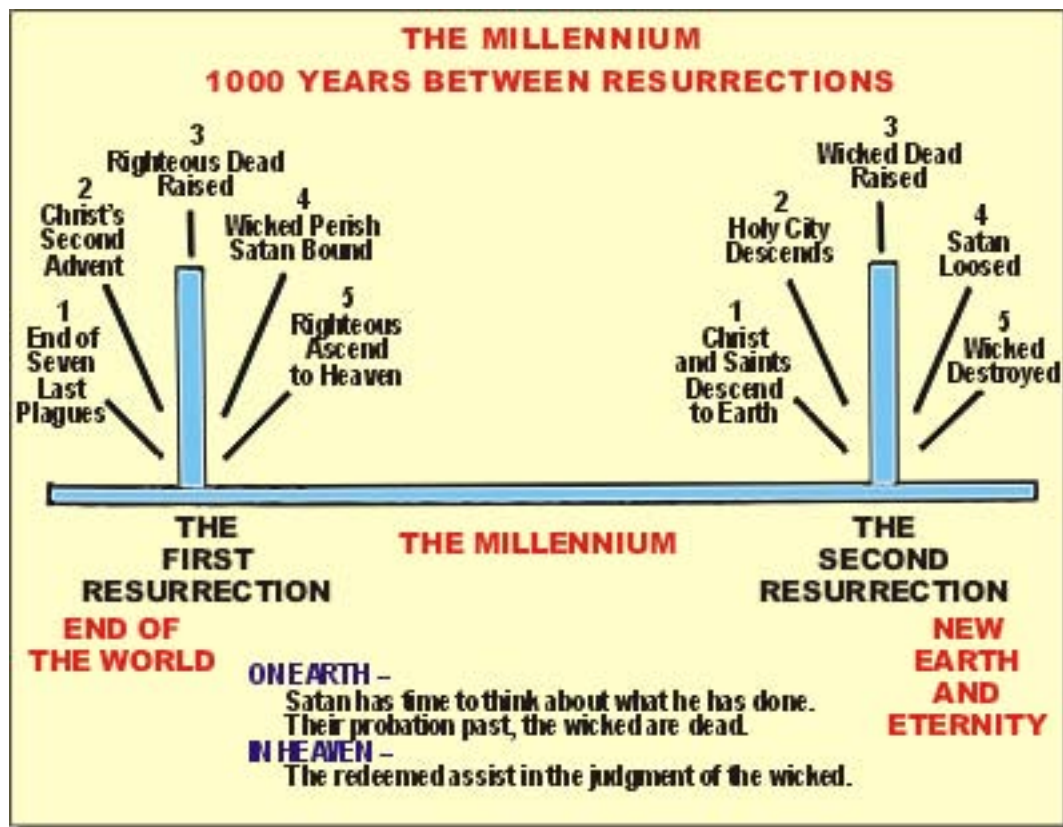 THE MILLENNIUM
1000 YEARS BETWEEN RESURRECTIONS
1
End of
Seven
Last
Plagues
2
Christ's
Second
Advent
3
Righteous Dead
Raised
4
Wicked Perish
Satan Bound
5
Righteous
Ascend
to Heaven
1
Christ
and Saints
Descend
to Earth
2
Holy City
Descends
3
Wicked Dead
Raised
4
Satan
Loosed
5
Wicked
Destroyed
THE
FIRST
RESURRECTION
END OF
THE WORLD
THE MILLENNIUM
THE
SECOND
RESURRECTION
NEW
EARTH
AND
ETERNITY
ON EARTH –
Satan has time to think about what he has done.
Their probation past, the wicked are dead.
IN HEAVEN –
The redeemed assist in the judgment of the wicked.